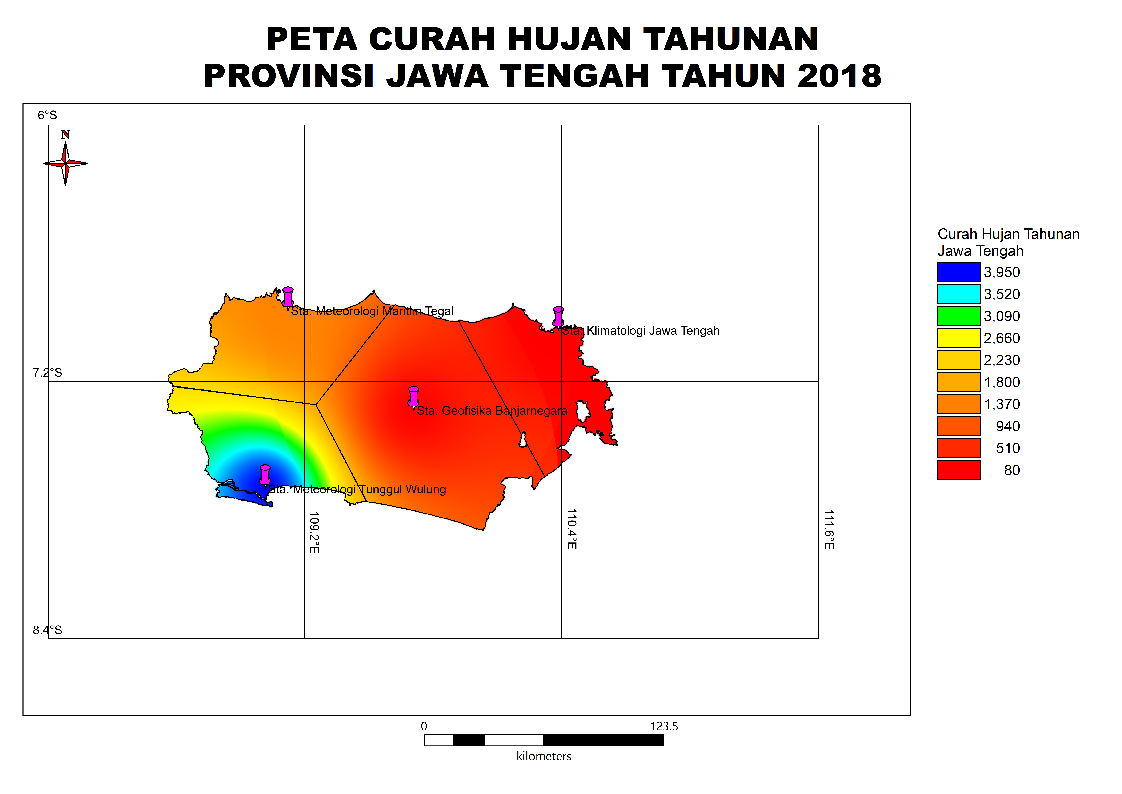 PETA CURAH HUJAN TAHUNAN
PROVINSI JAWA TENGAH TAHUN 2018
6°S
N
Curah Hujan Tahunan
Jawa Tengah
3.950
3.520
3.090
2.660
2.230
1.800
1.370
940
510
80
Sta. Meteorologi Maritim Tegal
Sta. Klimatologi Jawa Tengah
7.2°S
Sta. Geofisika Banjarnegara
Sta. Meteorologi Tunggul Wulung
109.2°E
110.4°E
111.6°E
8.4°S
0
123.5
kilometers